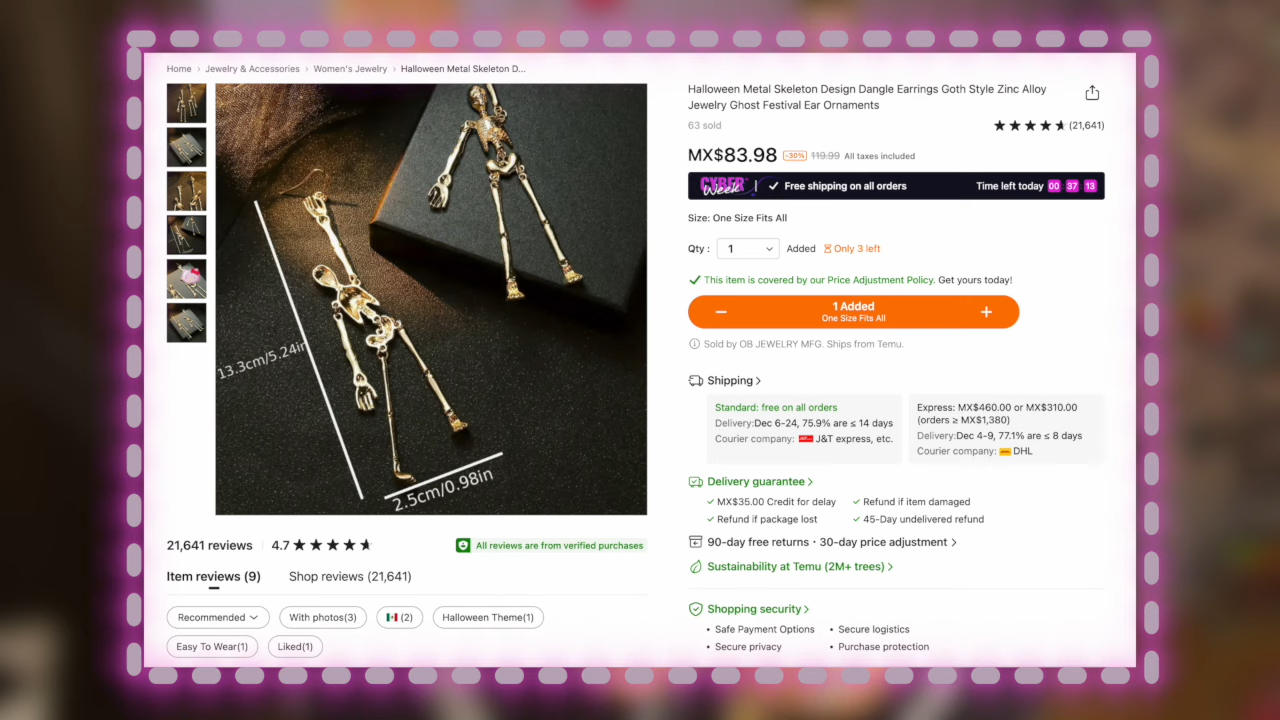 Home › Jewelry & Accessories › Women's Jewelry › Halloween Metal Skeleton D...
13.3cm/5.24in
2.5cm/0.98in
21,641 reviews 4.7
All reviews are from verified purchases
Item reviews (9) Shop reviews (21,641)
Recommended With photos(3) (2) Halloween Theme(1)
Easy To Wear(1) Liked(1)
Halloween Metal Skeleton Design Dangle Earrings Goth Style Zinc Alloy
Jewelry Ghost Festival Ear Ornaments
63 sold (21,641)
MX$83.98 -30% 119.99 All taxes included
CYBER Week Free shipping on all orders Time left today 00 37 13
Size: One Size Fits All
Qty : 1 Added Only 3 left
This item is covered by our Price Adjustment Policy. Get yours today!
− 1 Added +
One Size Fits All
Sold by OB JEWELRY MFG. Ships from Temu.
Shipping
Standard: free on all orders
Delivery:Dec 6-24, 75.9% are ≤ 14 days
Courier company: J&T express, etc.
Express: MX$460.00 or MX$310.00
(orders ≥ MX$1,380)
Delivery:Dec 4-9, 77.1% are ≤ 8 days
Courier company: DHL
Delivery guarantee
MX$35.00 Credit for delay Refund if item damaged
Refund if package lost 45-Day undelivered refund
90-day free returns · 30-day price adjustment
Sustainability at Temu (2M+ trees)
Shopping security
• Safe Payment Options • Secure logistics
• Secure privacy • Purchase protection